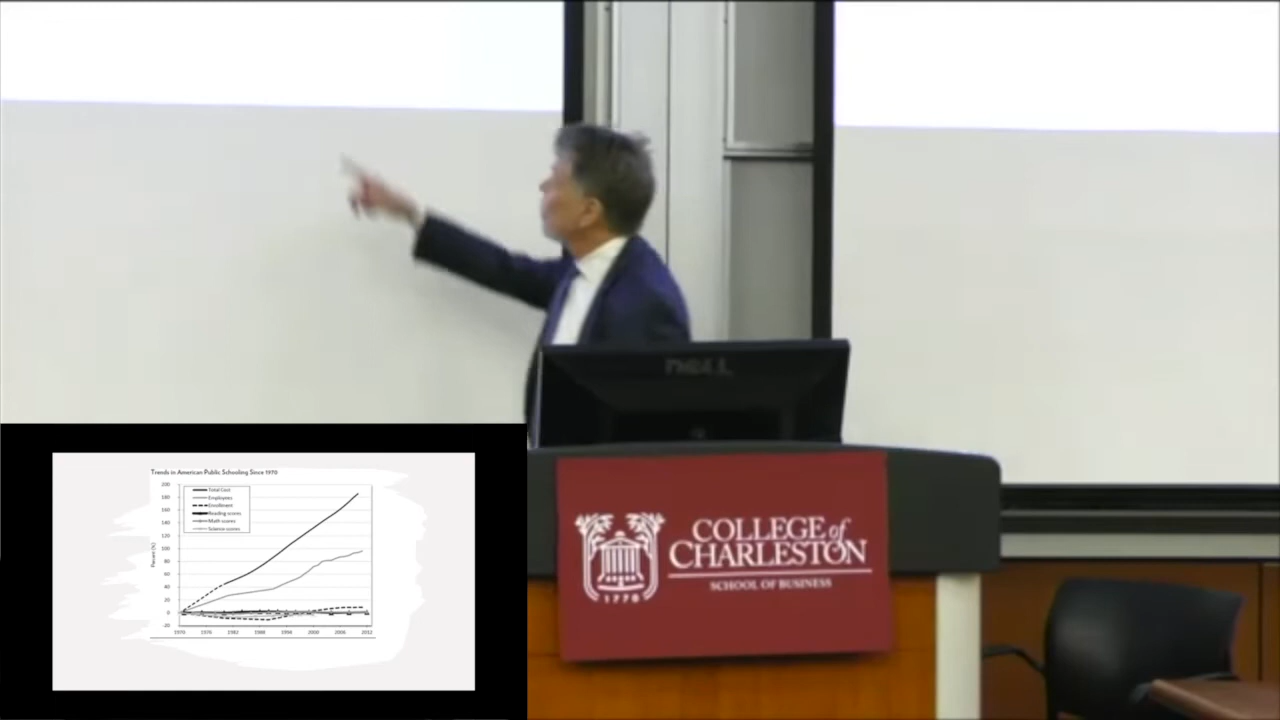 DELL
COLLEGE of
CHARLESTON
SCHOOL OF BUSINESS
1770
Trends in American Public Schooling Since 1970
200
180
160
140
120
100
80
60
40
20
0
-20
Percent (%)
Total Cost
Employees
Enrollment
Reading scores
Math scores
Science scores
1970 1976 1982 1988 1994 2000 2006 2012